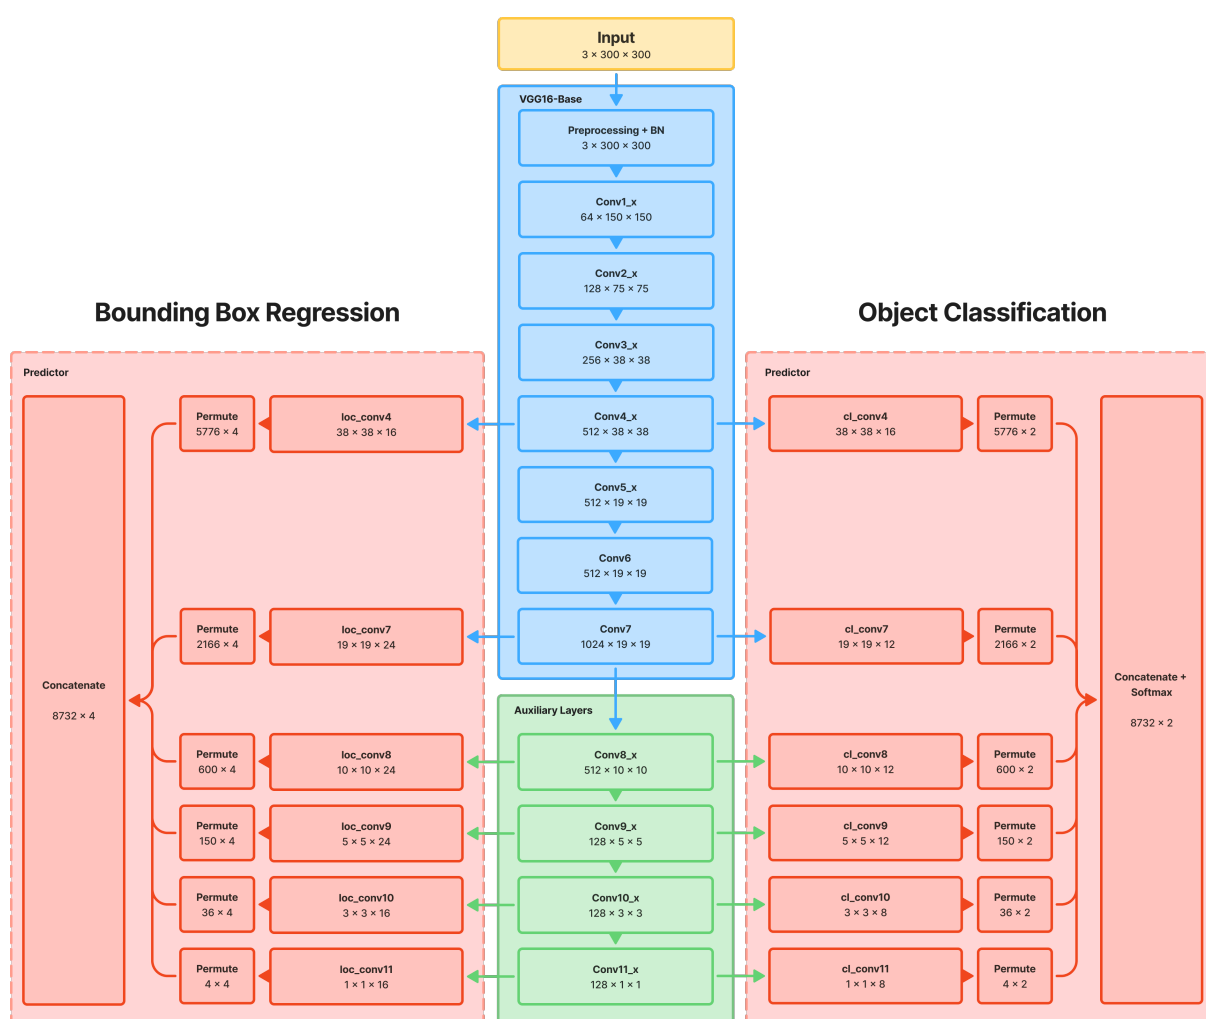 Input
3 × 300 × 300
VGG16-Base
Preprocessing + BN
3 × 300 × 300
Conv1_x
64 × 150 × 150
Conv2_x
128 × 75 × 75
Conv3_x
256 × 38 × 38
Conv4_x
512 × 38 × 38
Conv5_x
512 × 19 × 19
Conv6
512 × 19 × 19
Conv7
1024 × 19 × 19
Auxiliary Layers
Conv8_x
512 × 10 × 10
Conv9_x
128 × 5 × 5
Conv10_x
128 × 3 × 3
Conv11_x
128 × 1 × 1
Bounding Box Regression
Predictor
Concatenate
8732 × 4
Permute
5776 × 4
loc_conv4
38 × 38 × 16
Permute
2166 × 4
loc_conv7
19 × 19 × 24
Permute
600 × 4
loc_conv8
10 × 10 × 24
Permute
150 × 4
loc_conv9
5 × 5 × 24
Permute
36 × 4
loc_conv10
3 × 3 × 16
Permute
4 × 4
loc_conv11
1 × 1 × 16
Object Classification
Predictor
cl_conv4
38 × 38 × 16
Permute
5776 × 2
cl_conv7
19 × 19 × 12
Permute
2166 × 2
cl_conv8
10 × 10 × 12
Permute
600 × 2
cl_conv9
5 × 5 × 12
Permute
150 × 2
cl_conv10
3 × 3 × 8
Permute
36 × 2
cl_conv11
1 × 1 × 8
Permute
4 × 2
Concatenate +
Softmax
8732 × 2